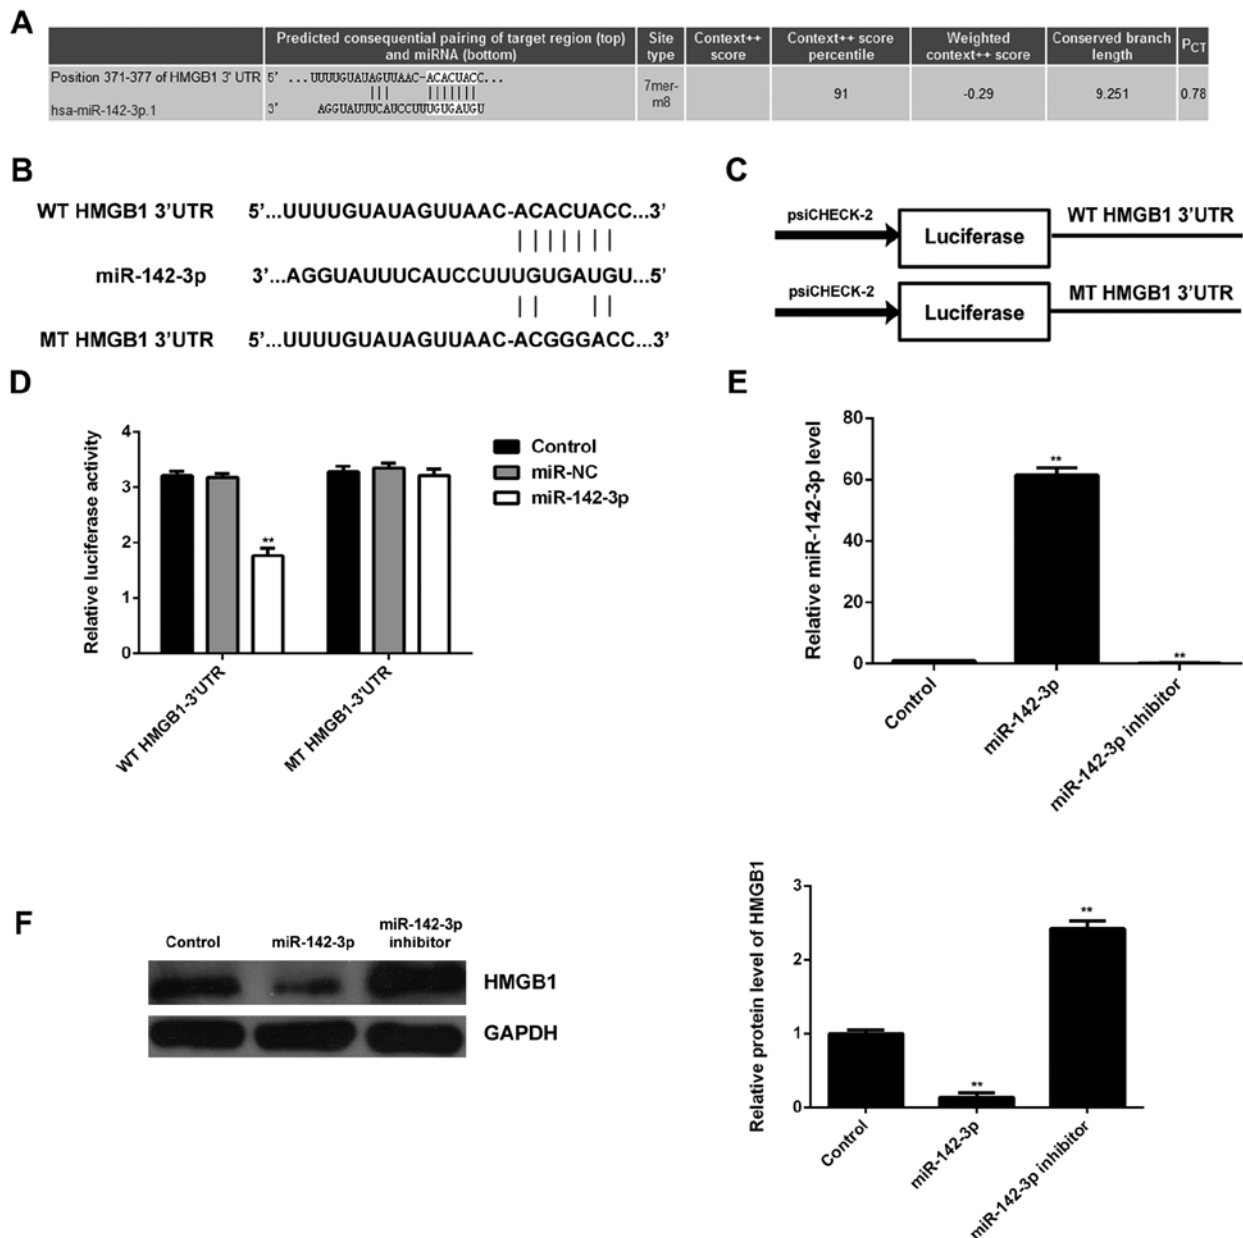 A
Predicted consequential pairing of target region (top) and miRNA (bottom)
Site type
Context++ score
Context++ score percentile
Weighted context++ score
Conserved branch length
PCT
Position 371-377 of HMGB1 3' UTR 5' ...UUUUGUAUAGUUAAC-ACACUACC...
hsa-miR-142-3p.1 3' AGGUAUUUCAUCCUUUGUGAUGU
7mer-m8
91
-0.29
9.251
0.78
B
WT HMGB1 3'UTR 5'...UUUUGUAUAGUUAAC-ACACUACC...3'
miR-142-3p 3'...AGGUAUUUCAUCCUUUGUGAUGU...5'
MT HMGB1 3'UTR 5'...UUUUGUAUAGUUAAC-ACGGGACC...3'
C
psiCHECK-2 Luciferase WT HMGB1 3'UTR
psiCHECK-2 Luciferase MT HMGB1 3'UTR
D
Relative luciferase activity
4
3
2
1
0
**
WT HMGB1-3'UTR
MT HMGB1-3'UTR
Control
miR-NC
miR-142-3p
E
Relative miR-142-3p level
80
60
40
20
0
**
**
Control
miR-142-3p
miR-142-3p inhibitor
F
Control
miR-142-3p
miR-142-3p
inhibitor
HMGB1
GAPDH
Relative protein level of HMGB1
3
2
1
0
**
**
Control
miR-142-3p
miR-142-3p inhibitor